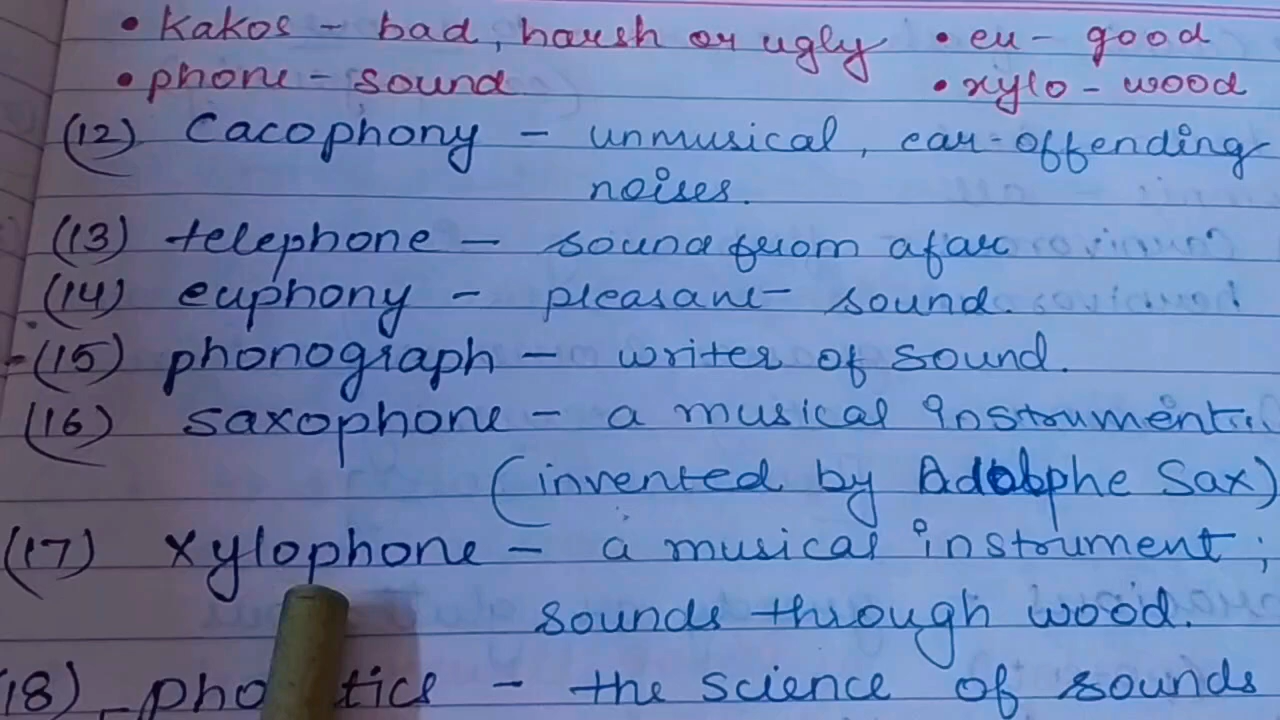 • kakos - bad, harsh or ugly • eu - good
• phone - sound • xylo - wood
(12) Cacophony - unmusical, ear-offending
noises.
(13) telephone - sound from afar
(14) euphony - pleasant sound.
(15) phonograph - writer of sound.
(16) saxophone - a musical instrument.
(invented by Adolphe Sax)
(17) xylophone - a musical instrument;
sounds through wood.
18) - the science of sounds